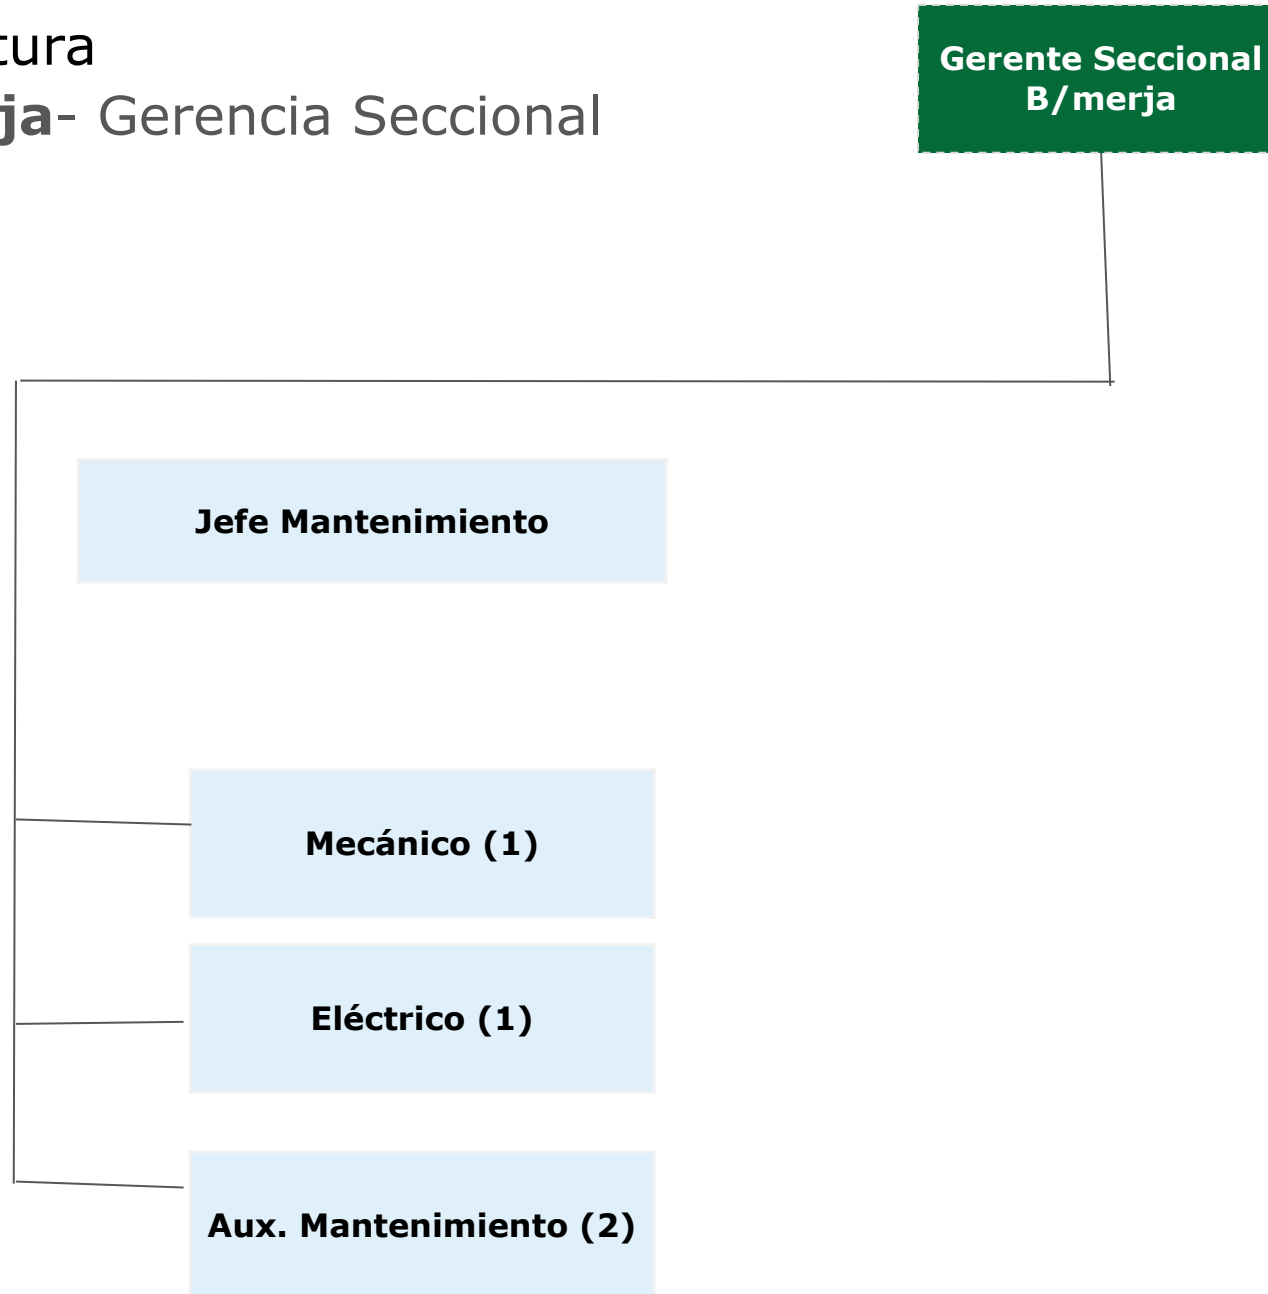 tura
ja- Gerencia Seccional
Gerente Seccional
B/merja
Jefe Mantenimiento
Mecánico (1)
Eléctrico (1)
Aux. Mantenimiento (2)